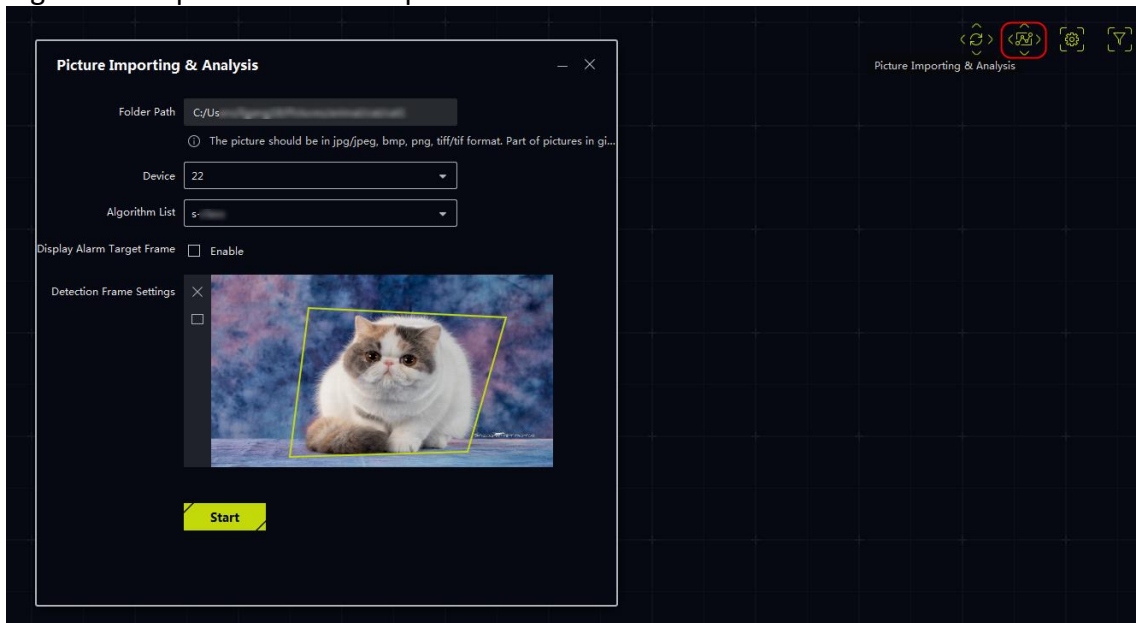 Picture Importing & Analysis
Picture Importing & Analysis
Folder Path C:/Us
The picture should be in jpg/jpeg, bmp, png, tiff/tif format. Part of pictures in gi...
Device 22
Algorithm List s-
Display Alarm Target Frame Enable
Detection Frame Settings
Start